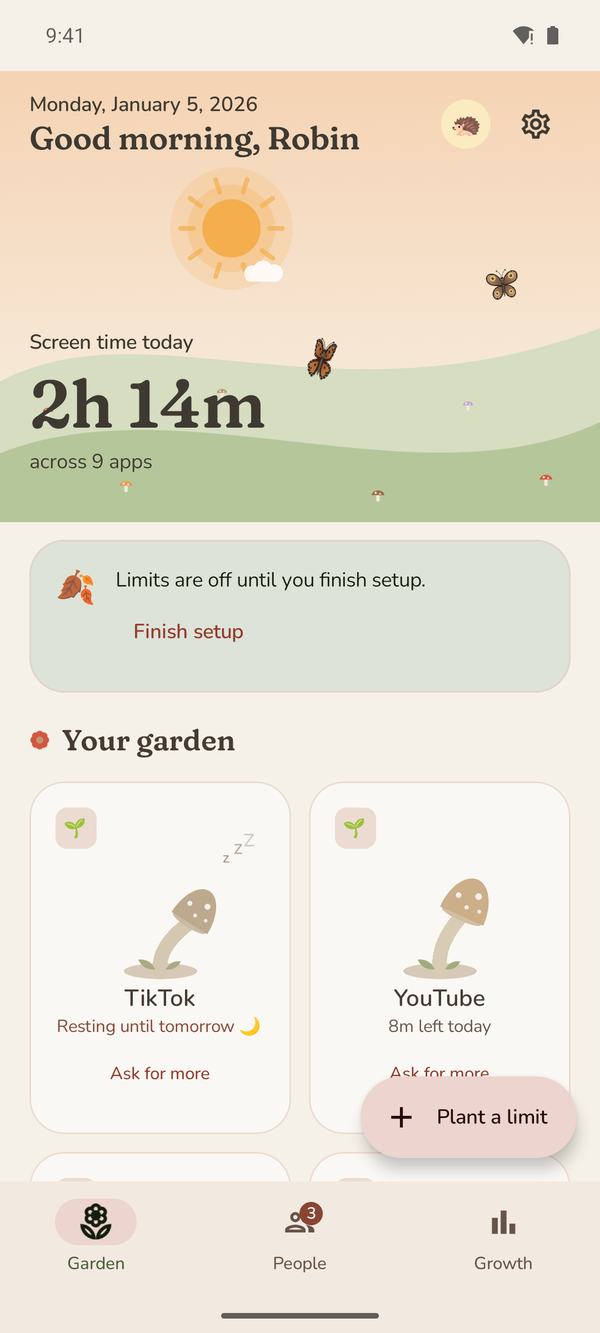 9:41
Monday, January 5, 2026
Good morning, Robin
Screen time today
2h 14m
across 9 apps
Limits are off until you finish setup.
Finish setup
Your garden
z z Z
TikTok
Resting until tomorrow 🌙
Ask for more
YouTube
8m left today
Ask for more
Plant a limit
3
Garden
People
Growth